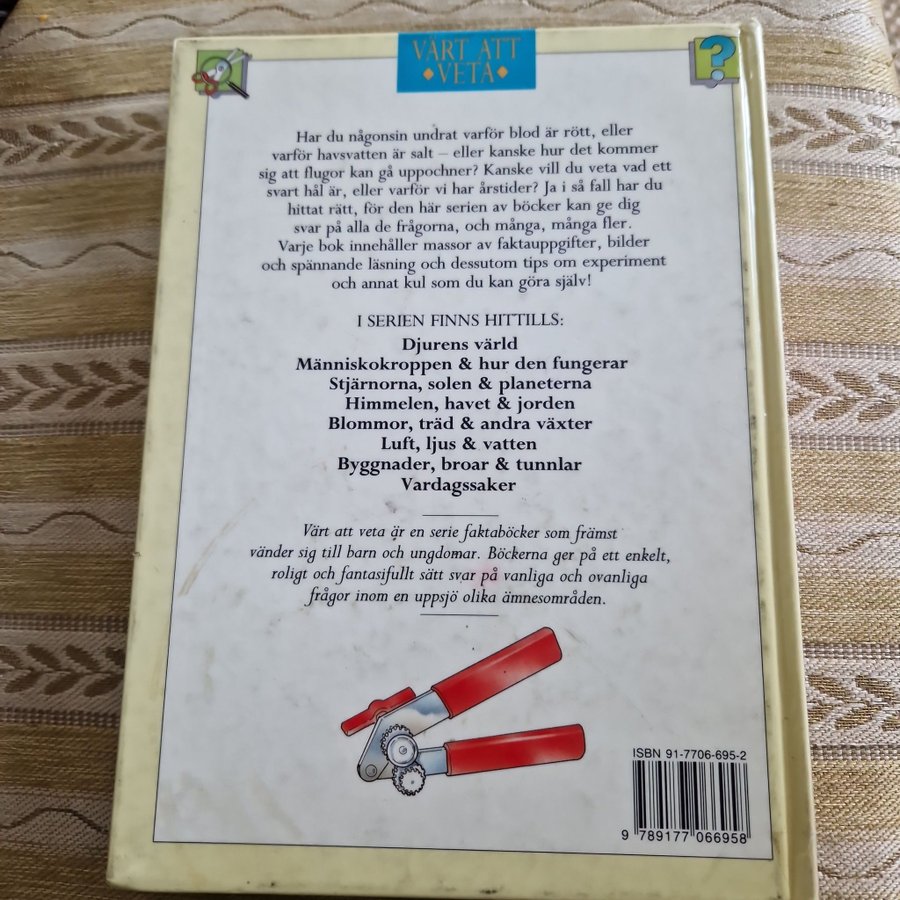 VÄRT ATT
VETA
?
Har du någonsin undrat varför blod är rött, eller
varför havsvatten är salt – eller kanske hur det kommer
sig att flugor kan gå uppochner? Kanske vill du veta vad ett
svart hål är, eller varför vi har årstider? Ja i så fall har du
hittat rätt, för den här serien av böcker kan ge dig
svar på alla de frågorna, och många, många fler.
Varje bok innehåller massor av faktauppgifter, bilder
och spännande läsning och dessutom tips om experiment
och annat kul som du kan göra själv!
I SERIEN FINNS HITTILLS:
Djurens värld
Människokroppen & hur den fungerar
Stjärnorna, solen & planeterna
Himmelen, havet & jorden
Blommor, träd & andra växter
Luft, ljus & vatten
Byggnader, broar & tunnlar
Vardagssaker
Värt att veta är en serie faktaböcker som främst
vänder sig till barn och ungdomar. Böckerna ger på ett enkelt,
roligt och fantasifullt sätt svar på vanliga och ovanliga
frågor inom en uppsjö olika ämnesområden.
ISBN 91-7706-695-2
9 789177 066958